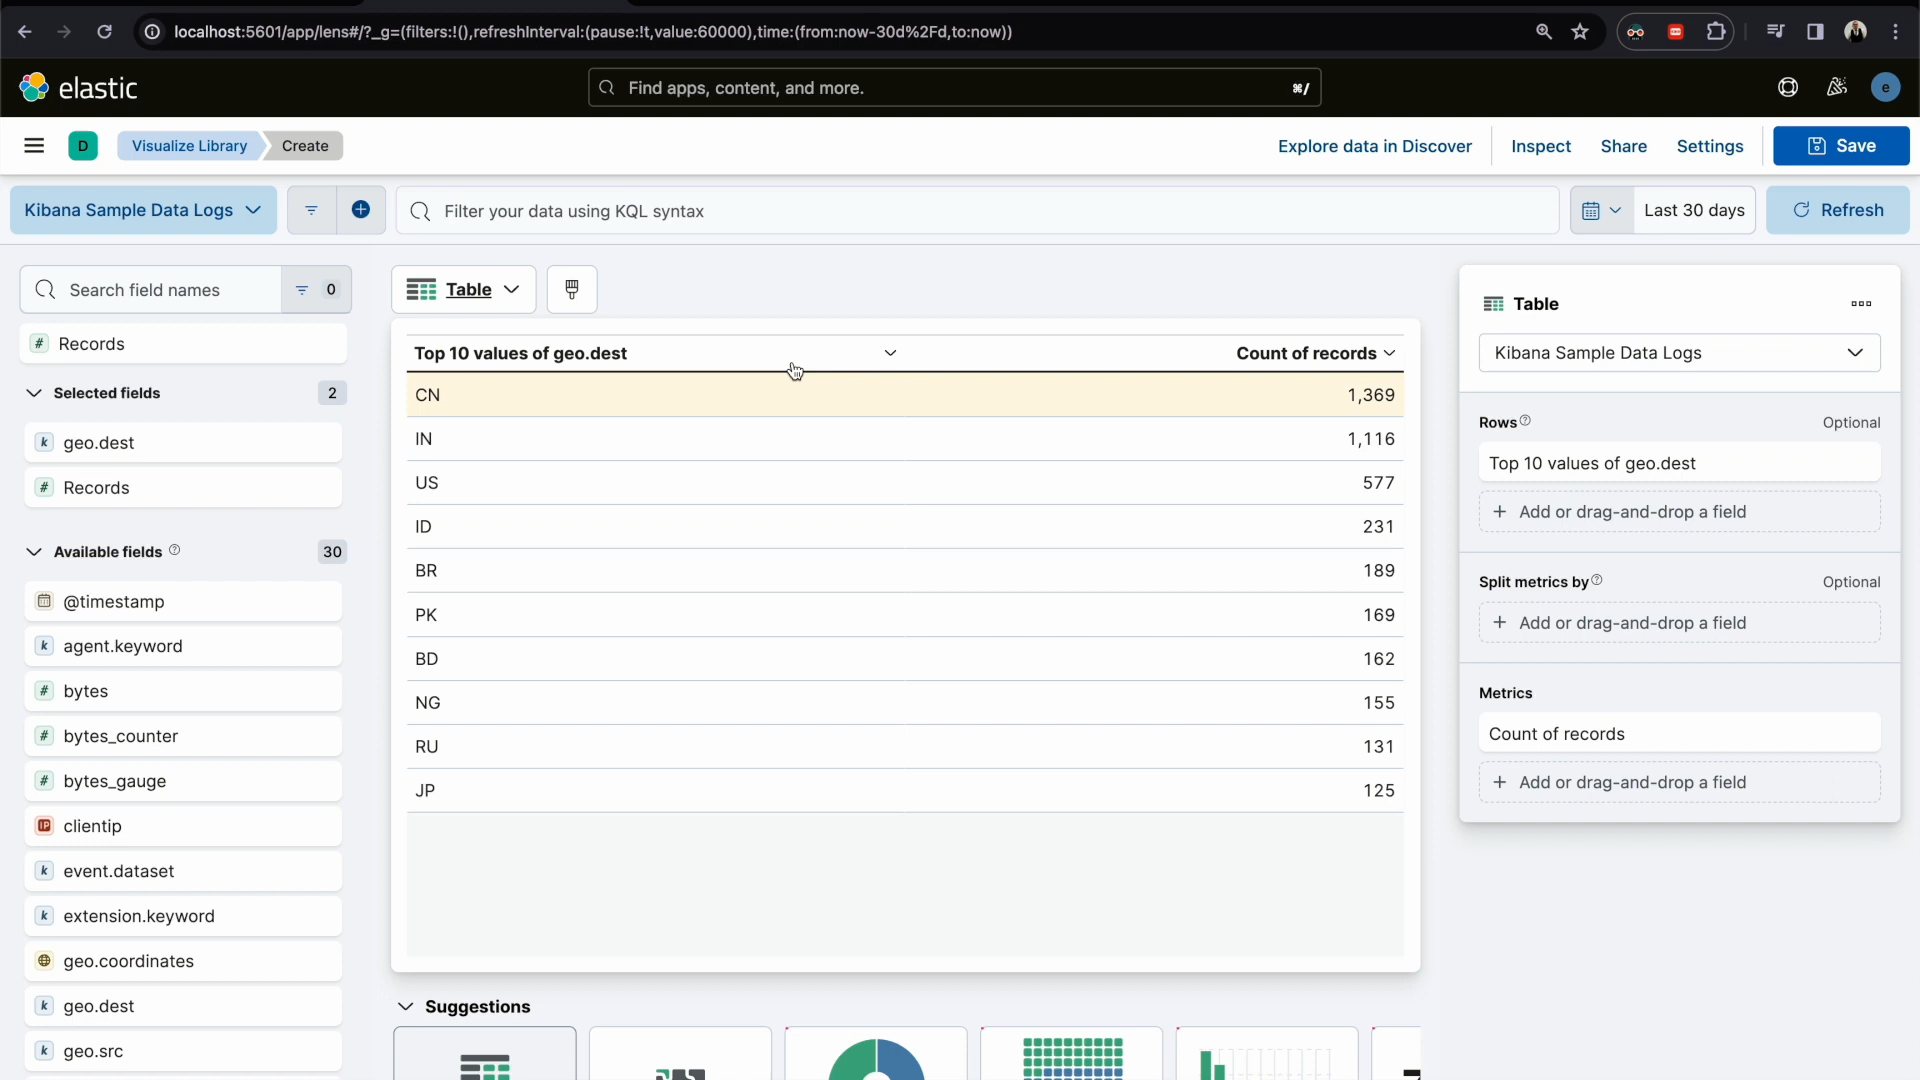 localhost:5601/app/lens#/?_g=(filters:!(),refreshInterval:(pause:!t,value:60000),time:(from:now-30d%2Fd,to:now))
elastic
Find apps, content, and more.
⌘/
e
D
Visualize Library
Create
Explore data in Discover
Inspect
Share
Settings
Save
Kibana Sample Data Logs
Filter your data using KQL syntax
Last 30 days
Refresh
Search field names
0
# Records
Selected fields
2
k geo.dest
# Records
Available fields
30
@timestamp
k agent.keyword
# bytes
# bytes_counter
# bytes_gauge
IP clientip
k event.dataset
k extension.keyword
geo.coordinates
k geo.dest
k geo.src
Table
Top 10 values of geo.dest
Count of records
CN 1,369
IN 1,116
US 577
ID 231
BR 189
PK 169
BD 162
NG 155
RU 131
JP 125
Suggestions
Table
Kibana Sample Data Logs
Rows
Optional
Top 10 values of geo.dest
+ Add or drag-and-drop a field
Split metrics by
Optional
+ Add or drag-and-drop a field
Metrics
Count of records
+ Add or drag-and-drop a field